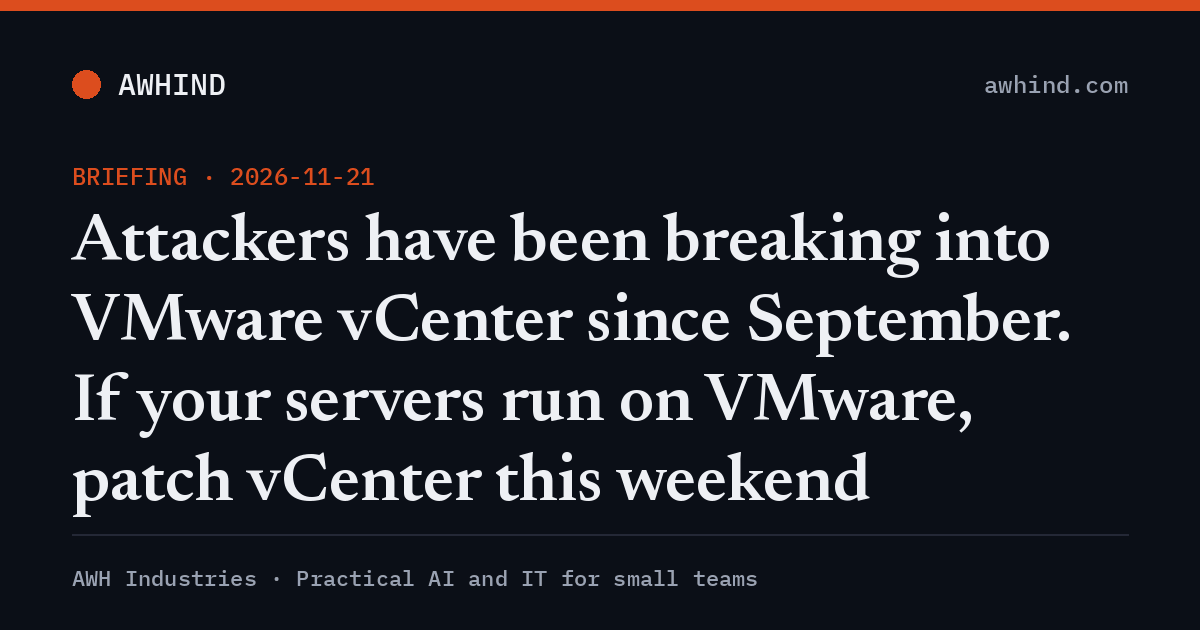 AWHIND
awhind.com
BRIEFING · 2026-11-21
Attackers have been breaking into
VMware vCenter since September.
If your servers run on VMware,
patch vCenter this weekend
AWH Industries · Practical AI and IT for small teams